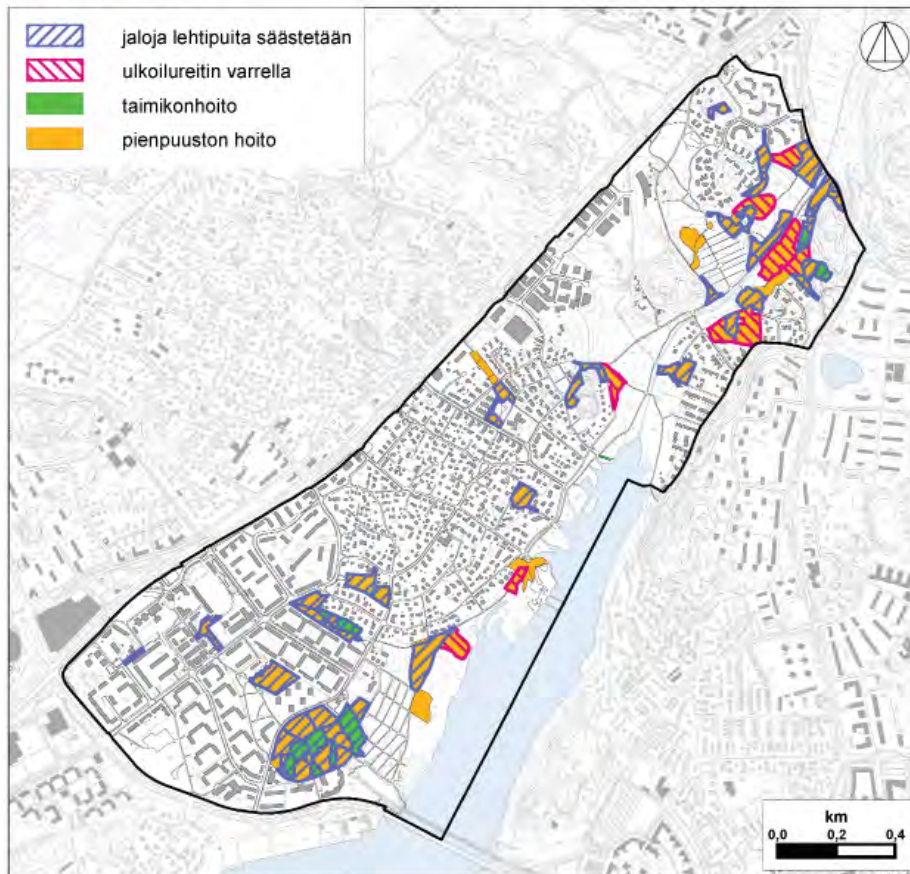 jaloja lehtipuita säästetään
ulkoilureitin varrella
taimikonhoito
pienpuuston hoito
km
0,0 0,2 0,4